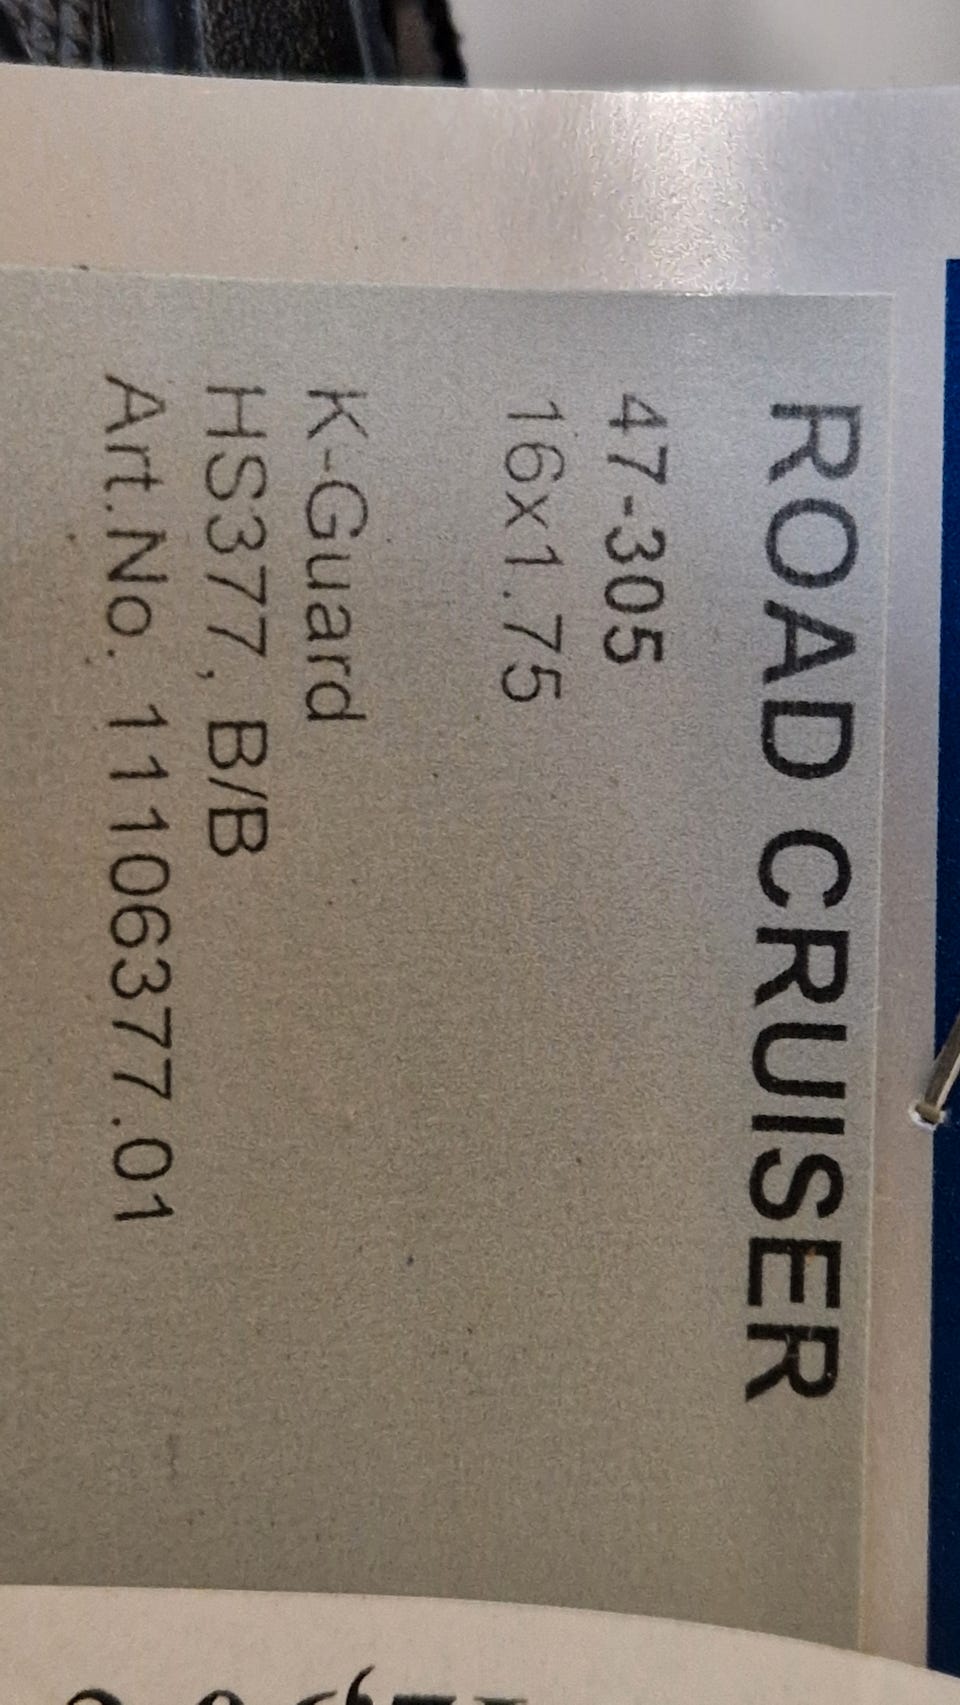 ROAD CRUISER
47-305
16x1.75
K-Guard
HS377, B/B
Art.No. 11106377.01